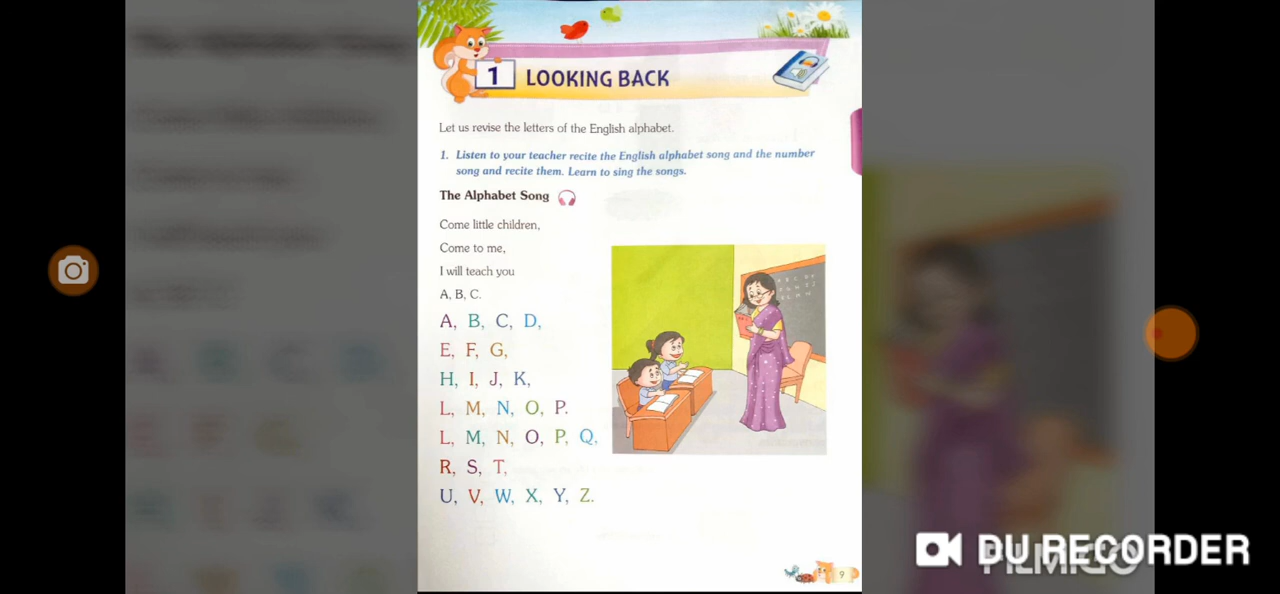 1 LOOKING BACK
Let us revise the letters of the English alphabet.
1. Listen to your teacher recite the English alphabet song and the number
song and recite them. Learn to sing the songs.
The Alphabet Song
Come little children,
Come to me,
I will teach you
A, B, C.
A, B, C, D,
E, F, G,
H, I, J, K,
L, M, N, O, P.
L, M, N, O, P, Q,
R, S, T,
U, V, W, X, Y, Z.
9
DU RECORDER
FILMIGO